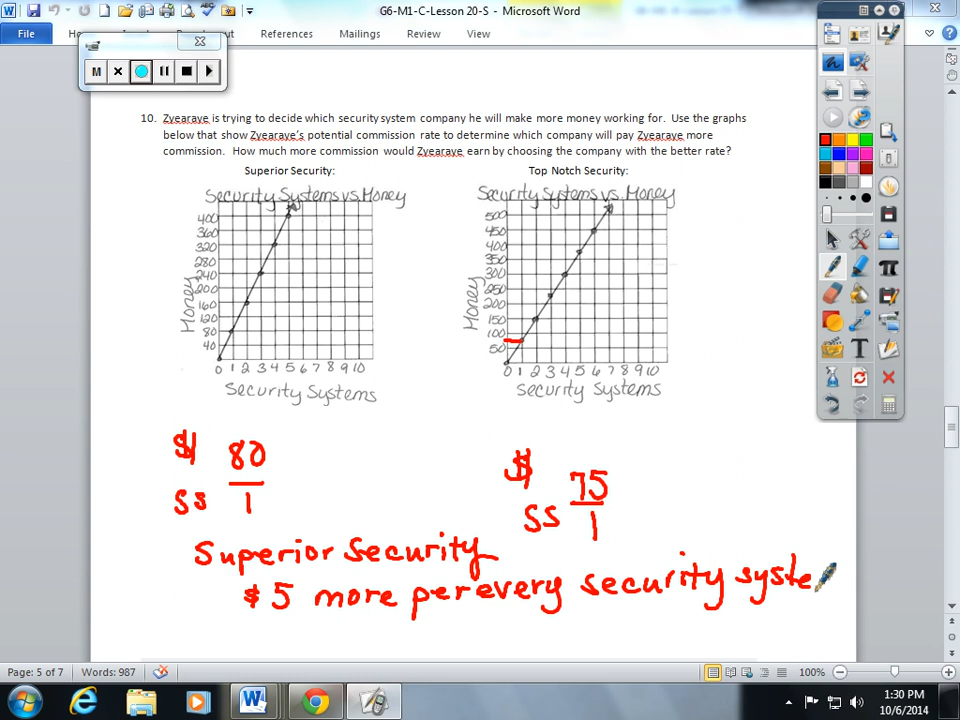 G6-M1-C-Lesson 20-S - Microsoft Word
File References Mailings Review View
M
10. Zyearaye is trying to decide which security system company he will make more money working for. Use the graphs
below that show Zyearaye's potential commission rate to determine which company will pay Zyearaye more
commission. How much more commission would Zyearaye earn by choosing the company with the better rate?
Superior Security: Top Notch Security:
Security Systems vs. Money
400
360
320
280
240
200
160
120
80
40
Money
0 1 2 3 4 5 6 7 8 9 10
Security Systems
Security Systems vs. Money
500
450
400
350
300
250
200
150
100
50
Money
0 1 2 3 4 5 6 7 8 9 10
Security Systems
$ 80
SS 1
$ 75
SS 1
Superior Security
$5 more per every security syste
Page: 5 of 7 Words: 987 100%
1:30 PM
10/6/2014